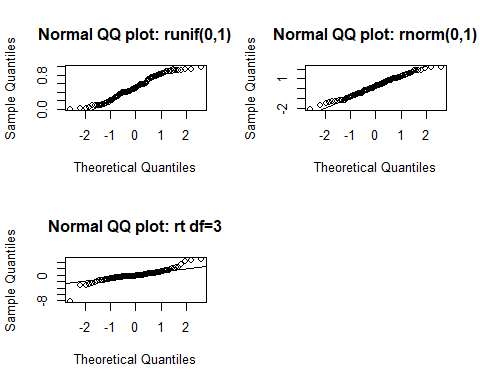 Normal QQ plot: runif(0,1)
Sample Quantiles
0.0 0.8
-2 -1 0 1 2
Theoretical Quantiles
Normal QQ plot: rnorm(0,1)
Sample Quantiles
-2 1
-2 -1 0 1 2
Theoretical Quantiles
Normal QQ plot: rt df=3
Sample Quantiles
-8 0
-2 -1 0 1 2
Theoretical Quantiles